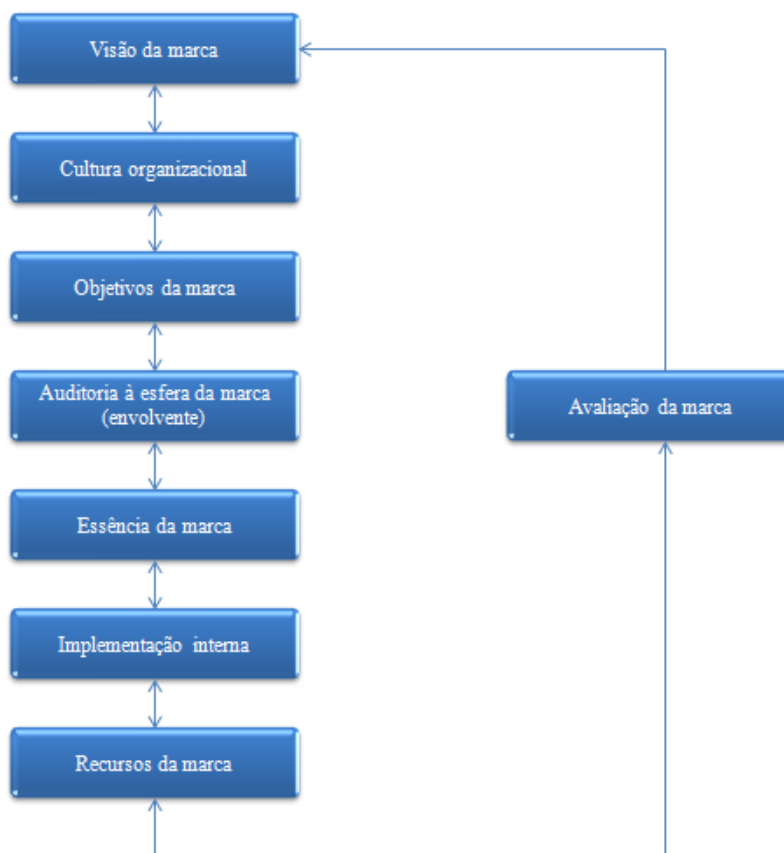 Visão da marca
Cultura organizacional
Objetivos da marca
Auditoria à esfera da marca
(envolvente)
Avaliação da marca
Essência da marca
Implementação interna
Recursos da marca